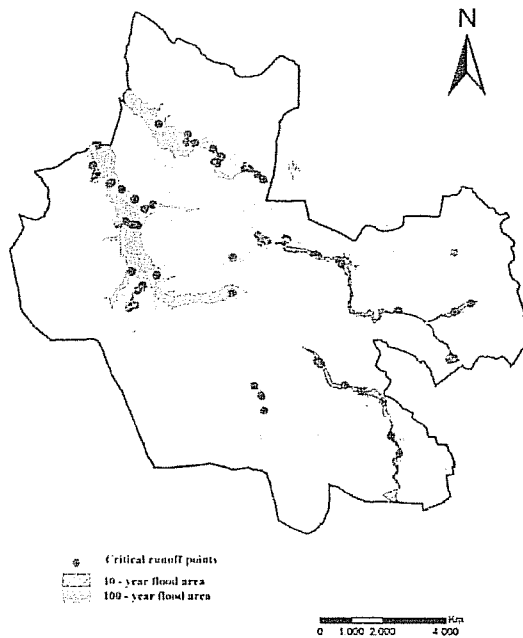 N
Critical runoff points
10 - year flood area
100 - year flood area
Km
0 1.000 2.000 4 000